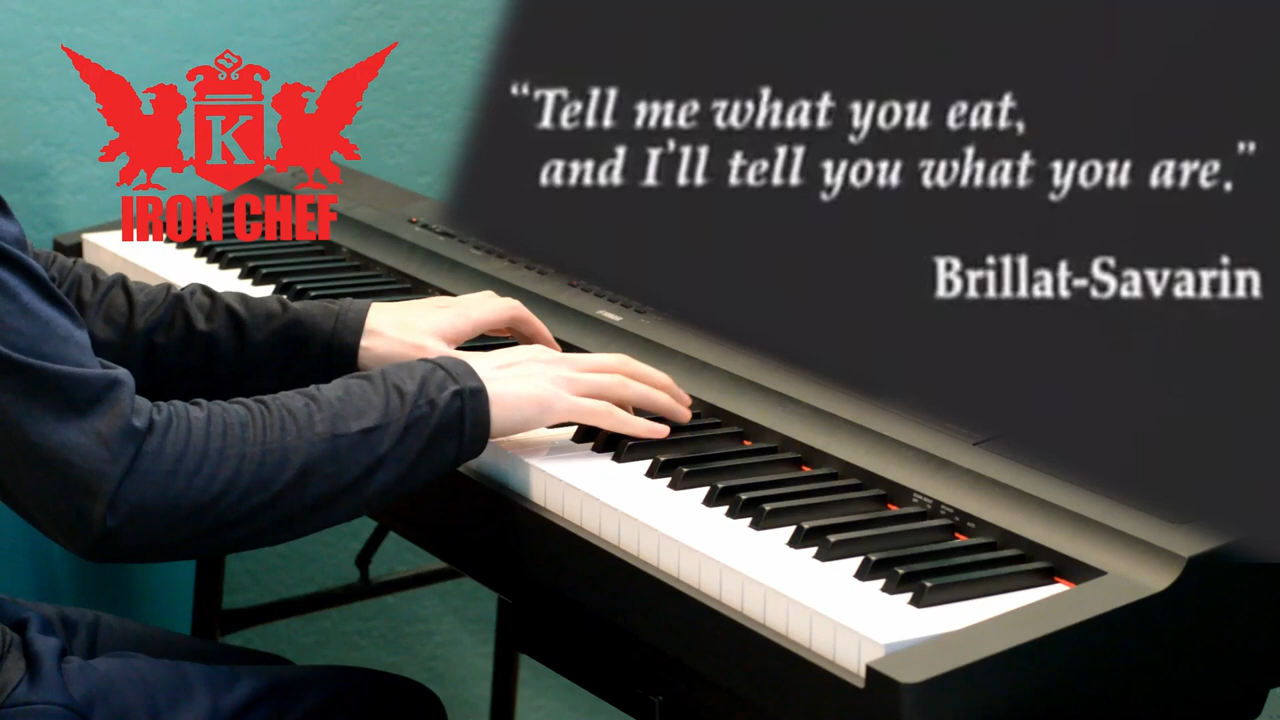 K
IRON CHEF
“Tell me what you eat,
and I'll tell you what you are.”
Brillat-Savarin